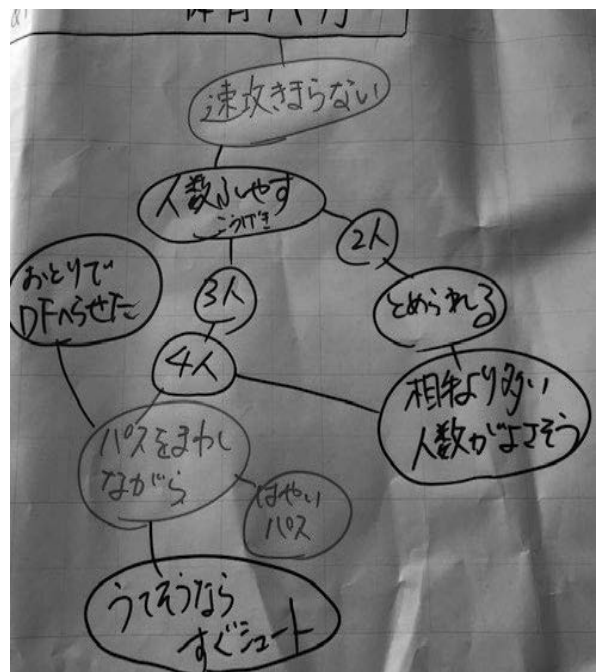 速攻きまらない
人数ふやす
こうげき
2人
おとりで
DFへらせた
3人
とめられる
4人
相手より多い
人数がよさそう
パスをまわし
ながら
はやい
パス
うてそうなら
すぐシュート